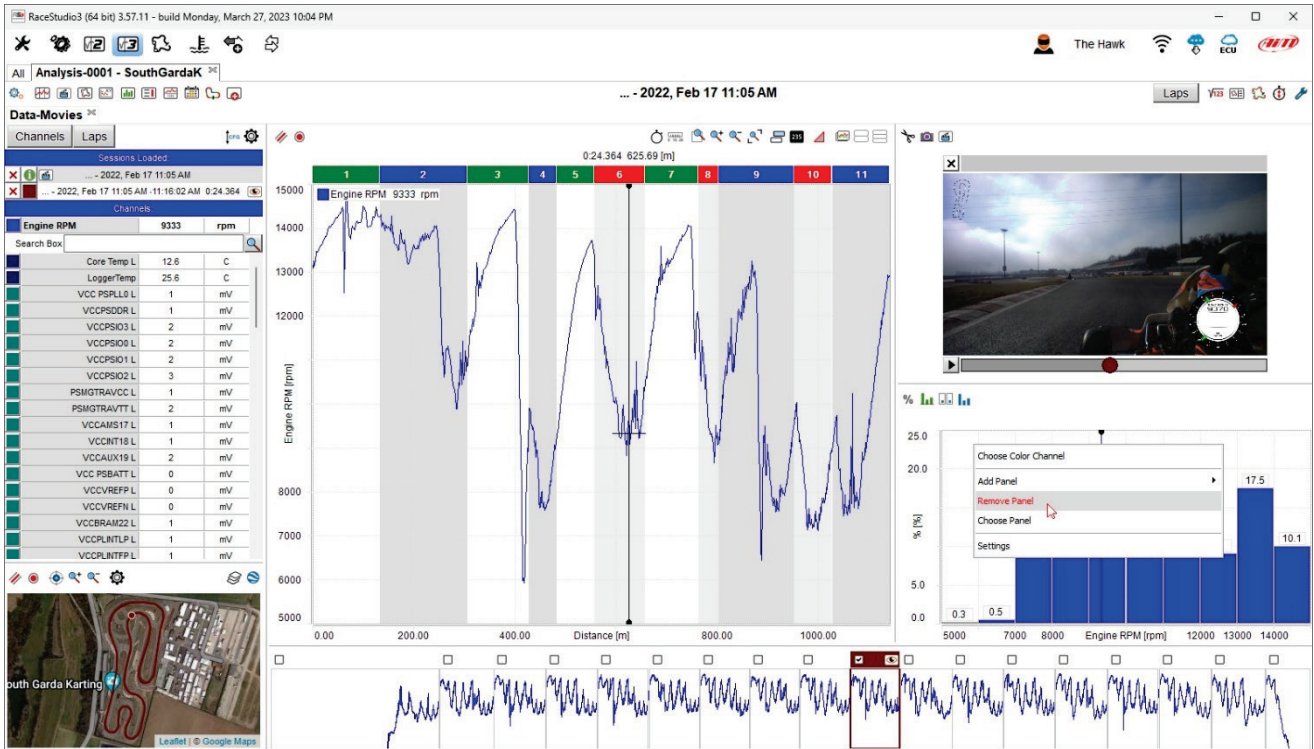 RaceStudio3 (64 bit) 3.57.11 - build Monday, March 27, 2023 10:04 PM
The Hawk
ECU
All Analysis-0001 - SouthGardaK
... - 2022, Feb 17 11:05 AM
Laps
Data-Movies
Channels Laps
Sessions Loaded
... - 2022, Feb 17 11:05 AM
... - 2022, Feb 17 11:05 AM -11:16:02 AM 0:24.364
Channels
Engine RPM 9333 rpm
Search Box
Core Temp L 12.6 C
LoggerTemp 25.6 C
VCC PSPLL0 L 1 mV
VCCPSDDR L 1 mV
VCCPSIO3 L 2 mV
VCCPSIO0 L 2 mV
VCCPSIO1 L 2 mV
VCCPSIO2 L 3 mV
PSMGTRAVCC L 1 mV
PSMGTRAVTT L 2 mV
VCCAMS17 L 1 mV
VCCINT18 L 1 mV
VCCAUX19 L 2 mV
VCC PSBATT L 0 mV
VCCVREFP L 0 mV
VCCVREFN L 0 mV
VCCBRAM22 L 1 mV
VCCPLINTLP L 1 mV
VCCPLINTFP L 1 mV
outh Garda Karting
Leaflet | © Google Maps
0:24.364 625.69 [m]
1 2 3 4 5 6 7 8 9 10 11
Engine RPM 9333 rpm
15000
14000
13000
12000
8000
7000
6000
5000
Engine RPM [rpm]
0.00 200.00 400.00 Distance [m] 800.00 1000.00
9070
%
25.0
20.0
5.0
0.0
% [%]
Choose Color Channel
Add Panel
Remove Panel
Choose Panel
Settings
0.3 0.5 17.5 10.1
5000 7000 8000 Engine RPM [rpm] 12000 13000 14000